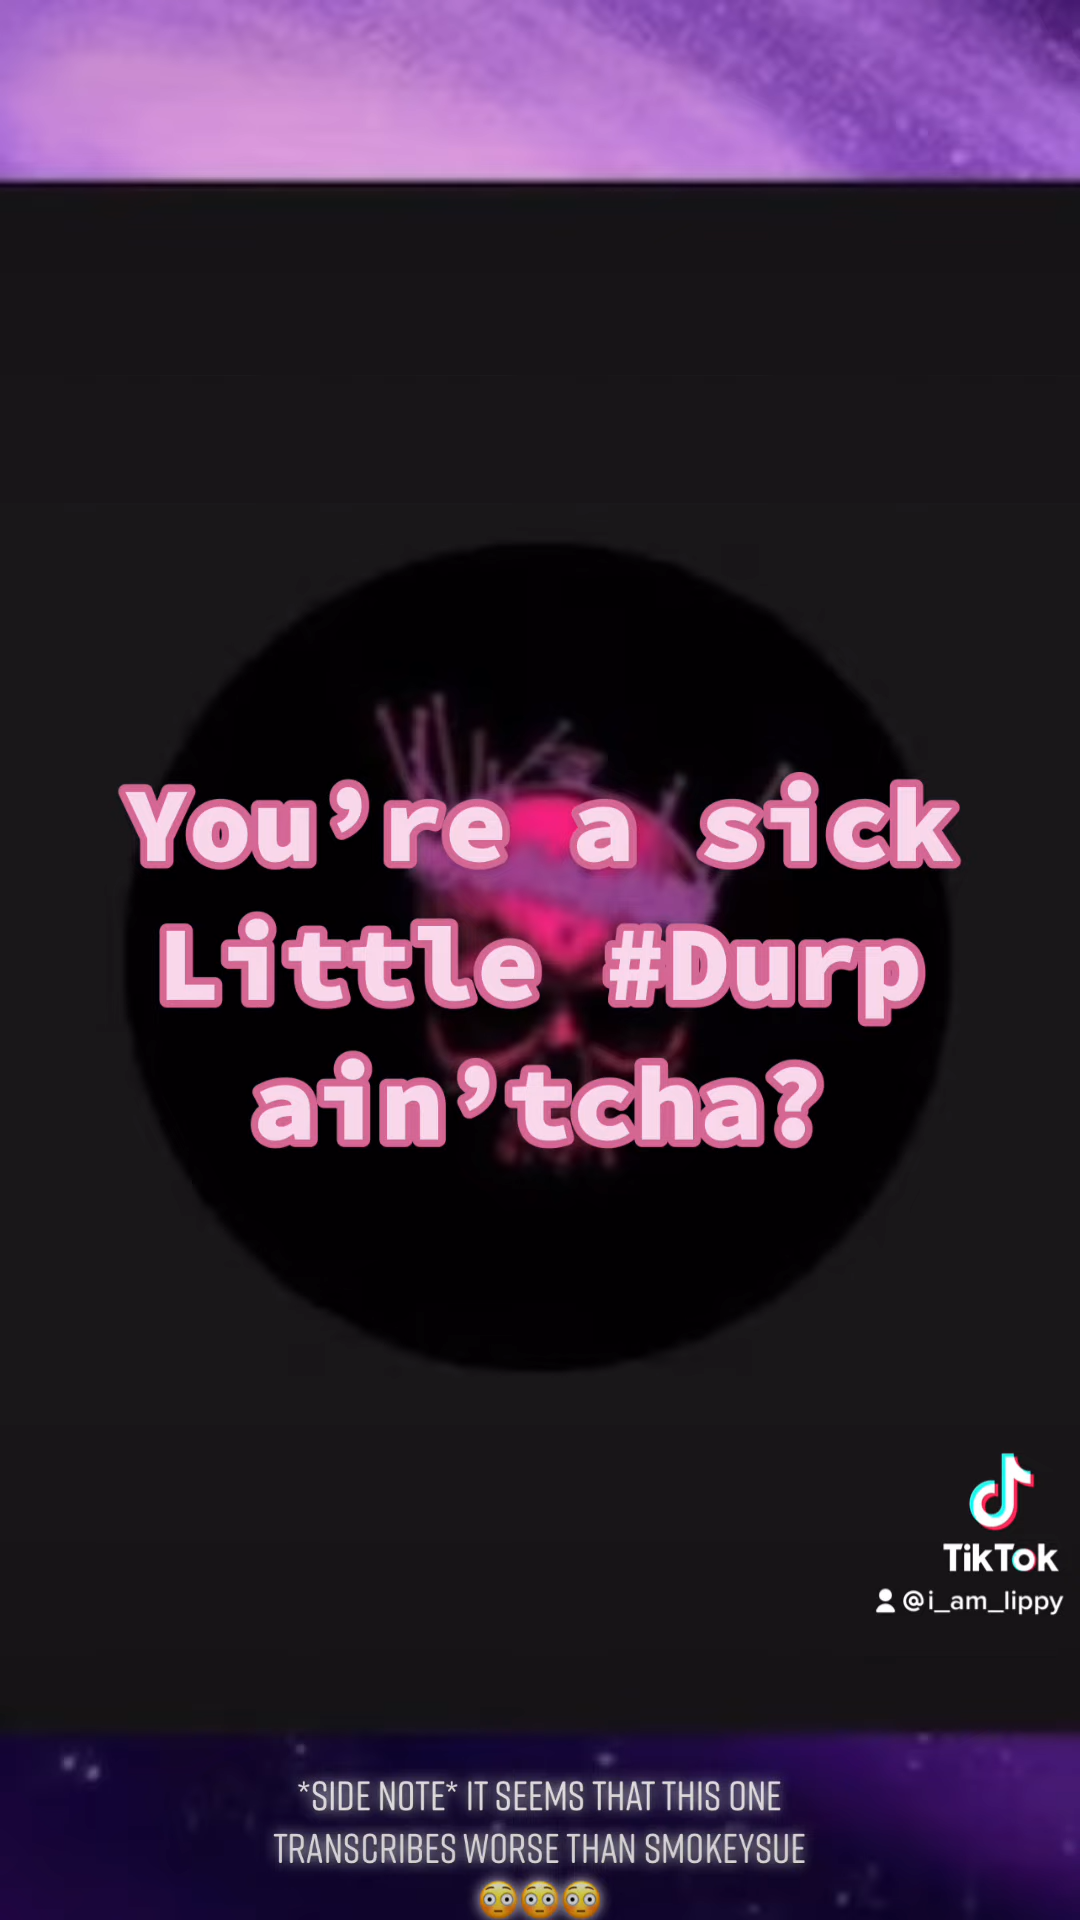 You’re a sick
Little #Durp
ain’tcha?
TikTok
@i_am_lippy
*SIDE NOTE* IT SEEMS THAT THIS ONE
TRANSCRIBES WORSE THAN SMOKEYSUE
😳😳😳